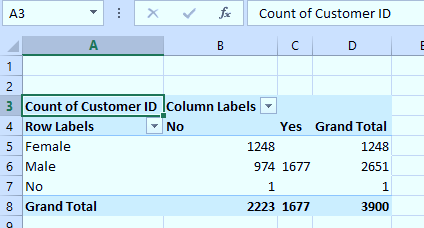 A3 fx Count of Customer ID
A B C D E
1
2
3 Count of Customer ID Column Labels
4 Row Labels No Yes Grand Total
5 Female 1248 1248
6 Male 974 1677 2651
7 No 1 1
8 Grand Total 2223 1677 3900
9